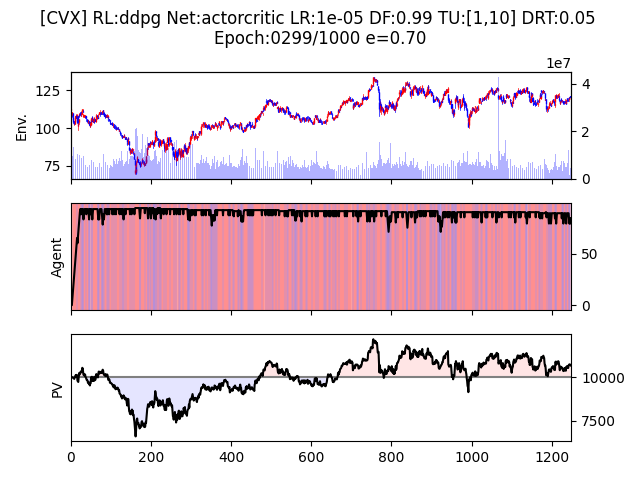 [CVX] RL:ddpg Net:actorcritic LR:1e-05 DF:0.99 TU:[1,10] DRT:0.05
Epoch:0299/1000 e=0.70
1e7
Env.
125
100
75
4
2
0
Agent
50
0
PV
10000
7500
0 200 400 600 800 1000 1200